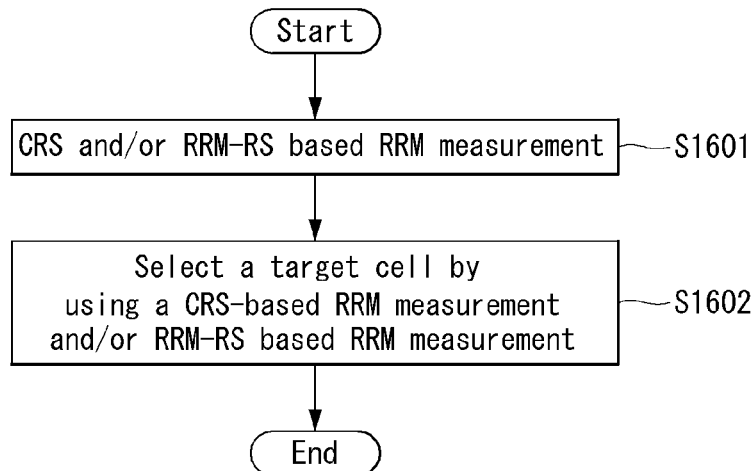 Start
CRS and/or RRM-RS based RRM measurement
S1601
Select a target cell by
using a CRS-based RRM measurement
and/or RRM-RS based RRM measurement
S1602
End